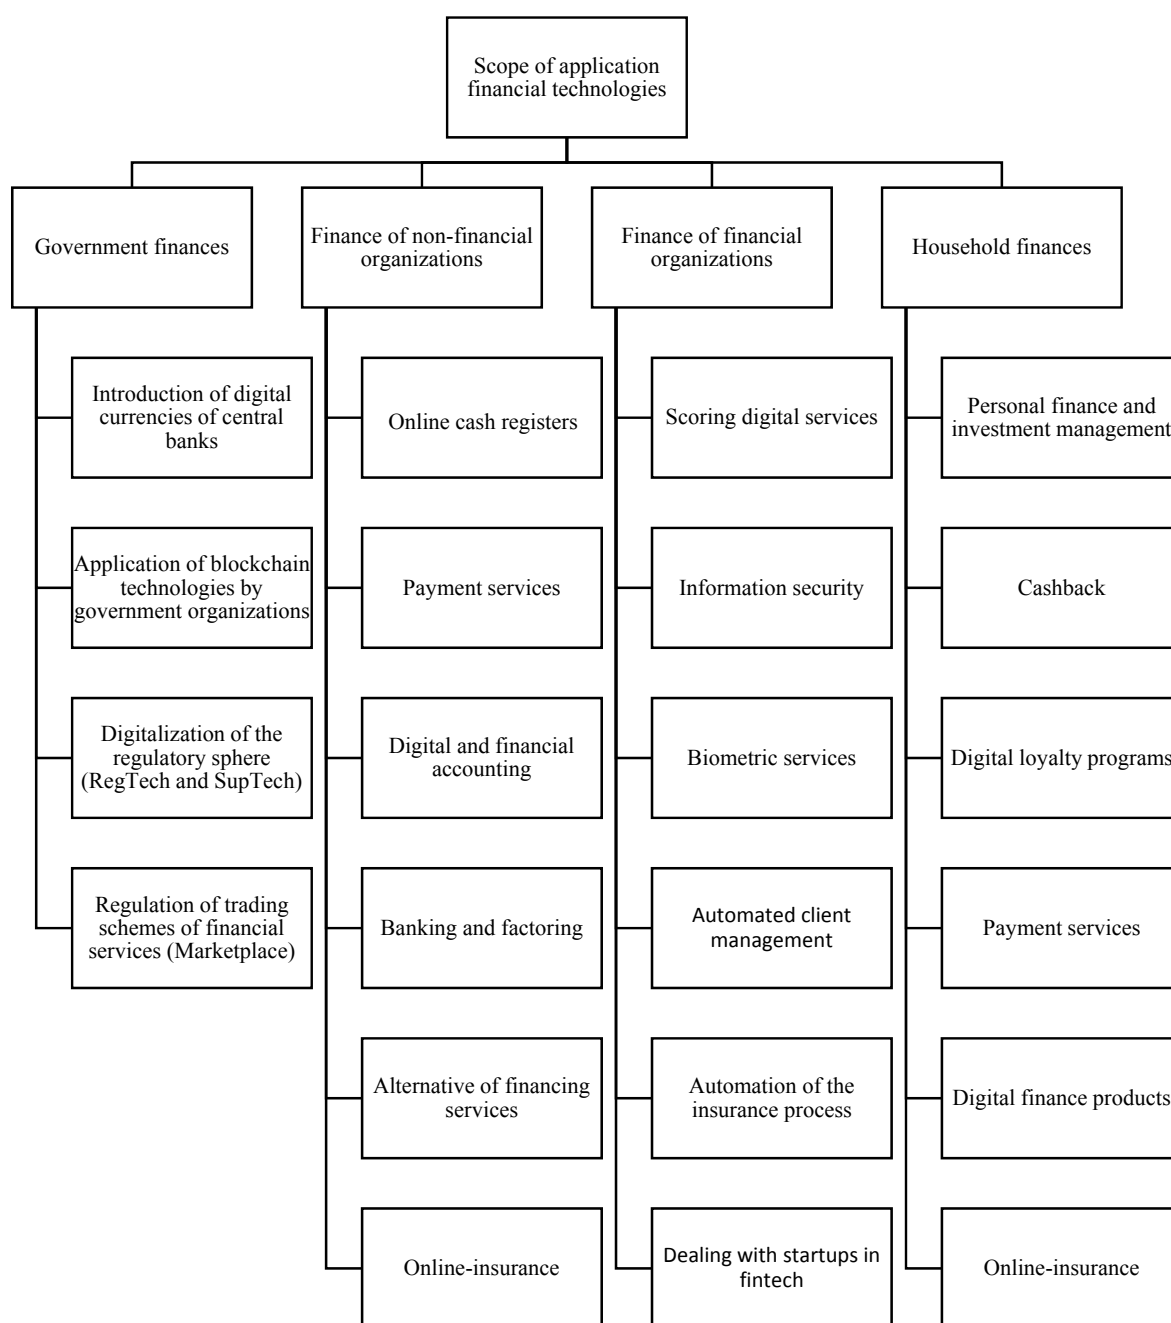 Scope of application
financial technologies
Government finances
Finance of non-financial
organizations
Finance of financial
organizations
Household finances
Introduction of digital
currencies of central
banks
Application of blockchain
technologies by
government organizations
Digitalization of the
regulatory sphere
(RegTech and SupTech)
Regulation of trading
schemes of financial
services (Marketplace)
Online cash registers
Payment services
Digital and financial
accounting
Banking and factoring
Alternative of financing
services
Online-insurance
Scoring digital services
Information security
Biometric services
Automated client
management
Automation of the
insurance process
Dealing with startups in
fintech
Personal finance and
investment management
Cashback
Digital loyalty programs
Payment services
Digital finance products
Online-insurance